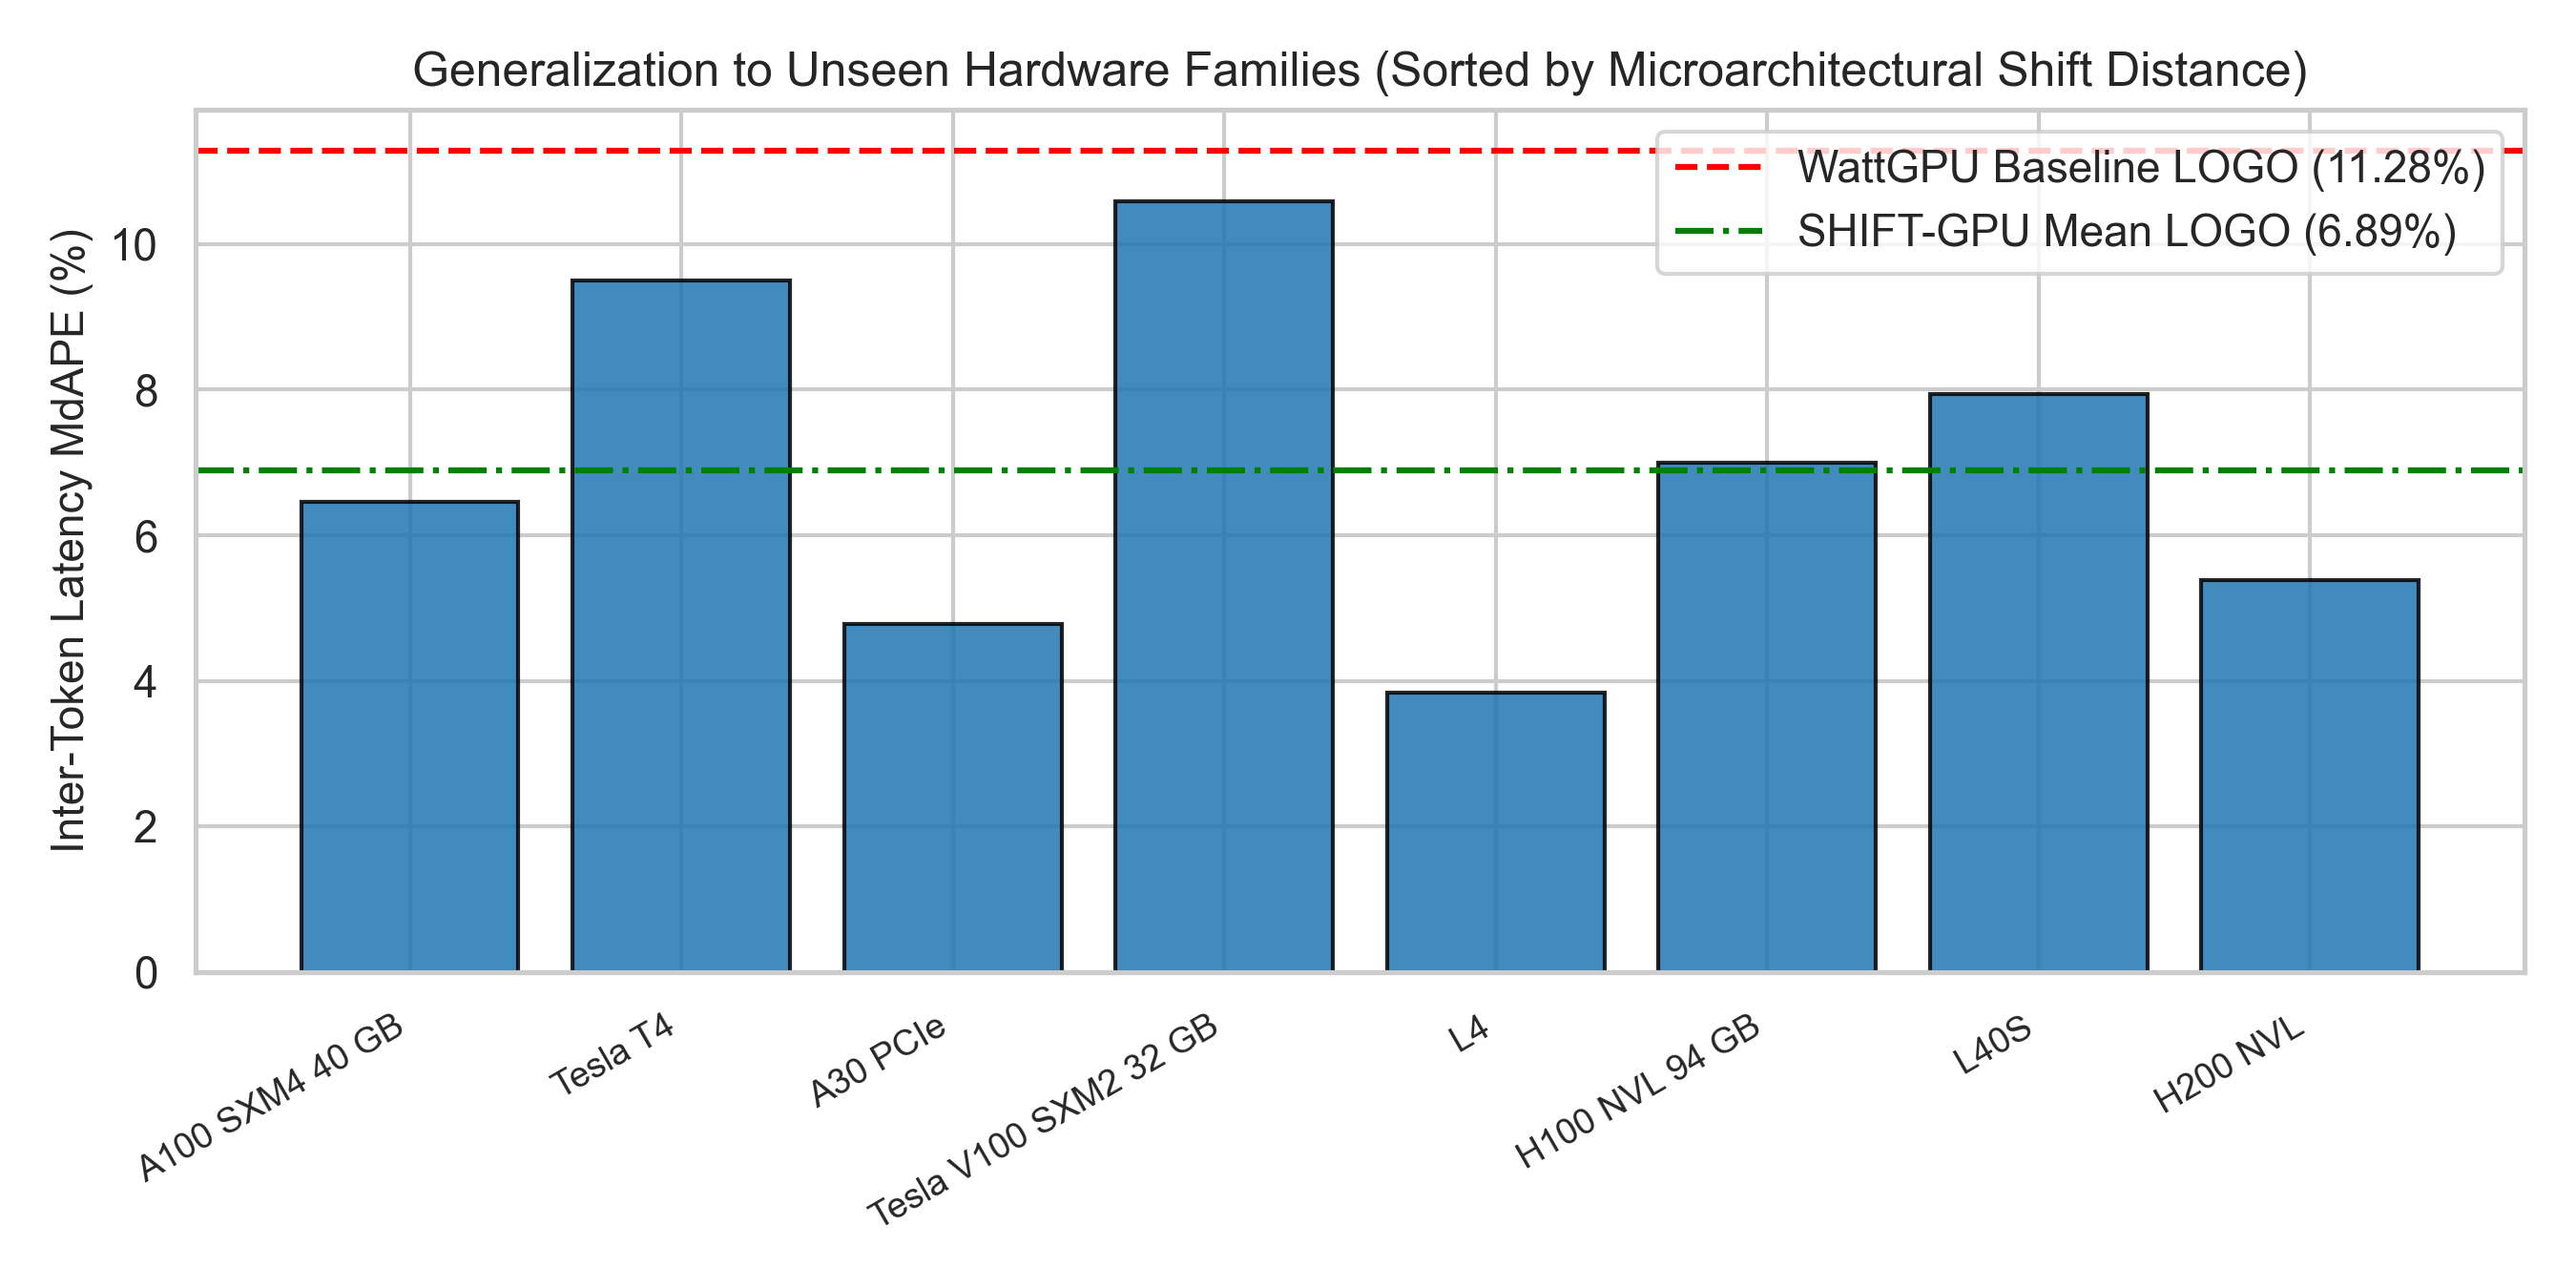 Generalization to Unseen Hardware Families (Sorted by Microarchitectural Shift Distance)
WattGPU Baseline LOGO (11.28%)
SHIFT-GPU Mean LOGO (6.89%)
Inter-Token Latency MdAPE (%)
10
8
6
4
2
0
A100 SXM4 40 GB
Tesla T4
A30 PCIe
Tesla V100 SXM2 32 GB
L4
H100 NVL 94 GB
L40S
H200 NVL